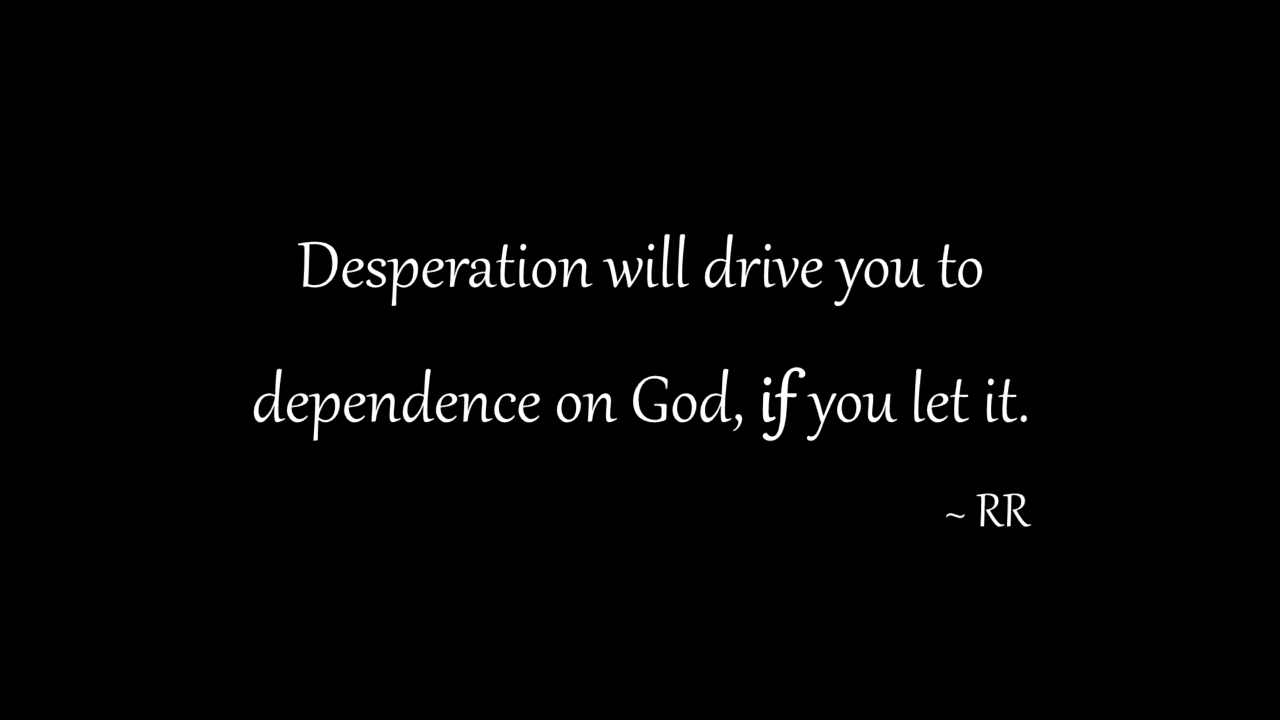 Desperation will drive you to
dependence on God, if you let it.
~ RR